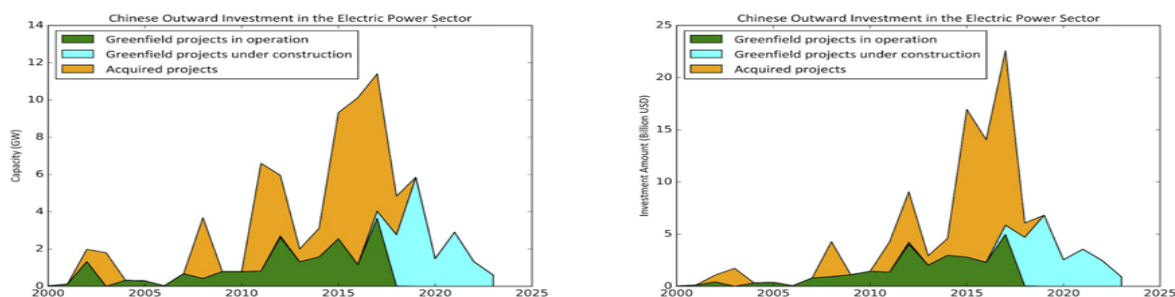 Chinese Outward Investment in the Electric Power Sector
14
12
10
8
6
4
2
0
Capacity (GW)
Greenfield projects in operation
Greenfield projects under construction
Acquired projects
2000 2005 2010 2015 2020 2025
Chinese Outward Investment in the Electric Power Sector
25
20
15
10
5
0
Investment Amount (Billion USD)
Greenfield projects in operation
Greenfield projects under construction
Acquired projects
2000 2005 2010 2015 2020 2025